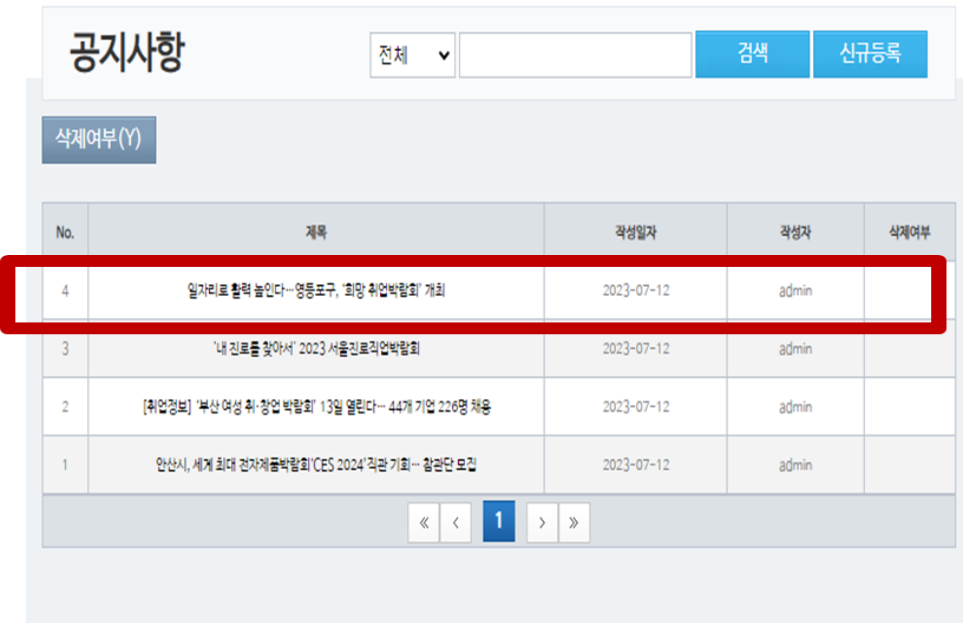 공지사항 전체 검색 신규등록
삭제여부(Y)
No. 제목 작성일자 작성자 삭제여부
4 일자리로 활력 높인다…영등포구, '희망 취업박람회' 개최 2023-07-12 admin
3 '내 진로를 찾아서' 2023 서울진로직업박람회 2023-07-12 admin
2 [취업정보] '부산 여성 취·창업 박람회' 13일 열린다… 44개 기업 226명 채용 2023-07-12 admin
1 안산시, 세계 최대 전자제품박람회'CES 2024'직관 기회… 참관단 모집 2023-07-12 admin
« ‹ 1 › »